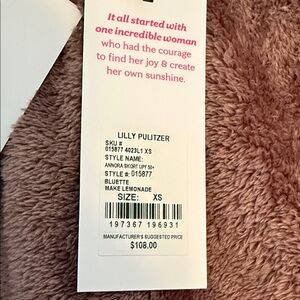 It all started with
one incredible woman
who had the courage
to find her joy & create
her own sunshine.
LILLY PULITZER
SKU #
015877 4023L1 XS
STYLE NAME:
ANNORA SKORT UPF 50+
STYLE #: 015877
BLUETTE
MAKE LEMONADE
SIZE: XS
197367 196931
MANUFACTURER'S SUGGESTED PRICE
$108.00